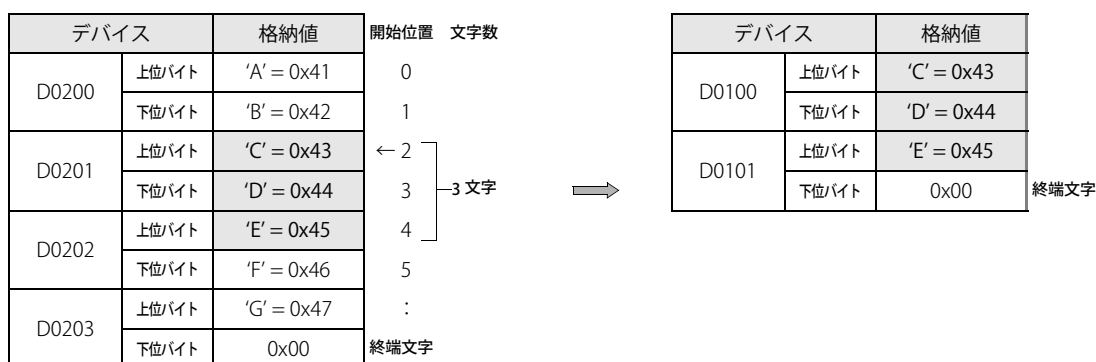 デバイス 格納値 開始位置 文字数
D0200 上位バイト ‘A’ = 0x41 0
下位バイト ‘B’ = 0x42 1
D0201 上位バイト ‘C’ = 0x43 ← 2
下位バイト ‘D’ = 0x44 3 3 文字
D0202 上位バイト ‘E’ = 0x45 4
下位バイト ‘F’ = 0x46 5
D0203 上位バイト ‘G’ = 0x47 :
下位バイト 0x00 終端文字
デバイス 格納値
D0100 上位バイト ‘C’ = 0x43
下位バイト ‘D’ = 0x44
D0101 上位バイト ‘E’ = 0x45
下位バイト 0x00 終端文字